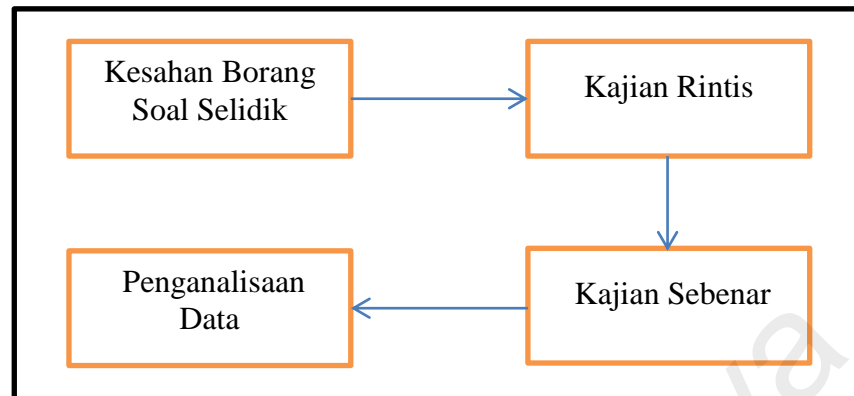 Kesahan Borang
Soal Selidik
Kajian Rintis
Kajian Sebenar
Penganalisaan
Data